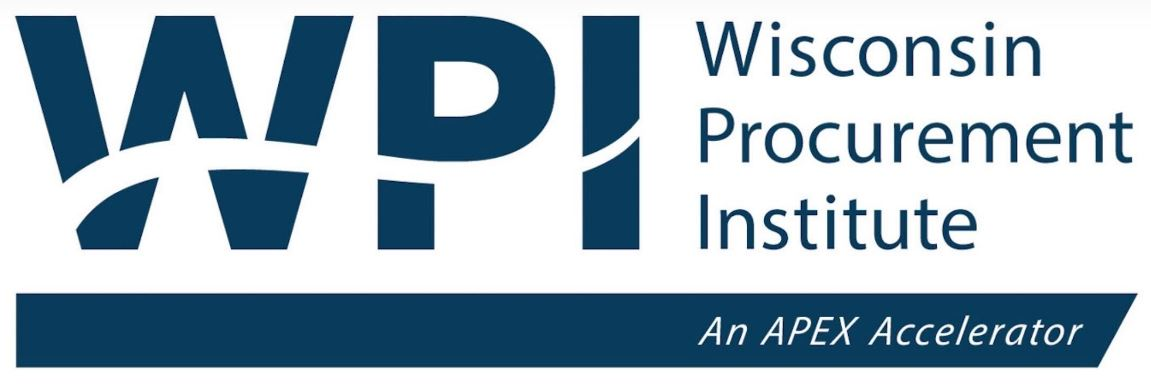 WPI
Wisconsin
Procurement
Institute
An APEX Accelerator